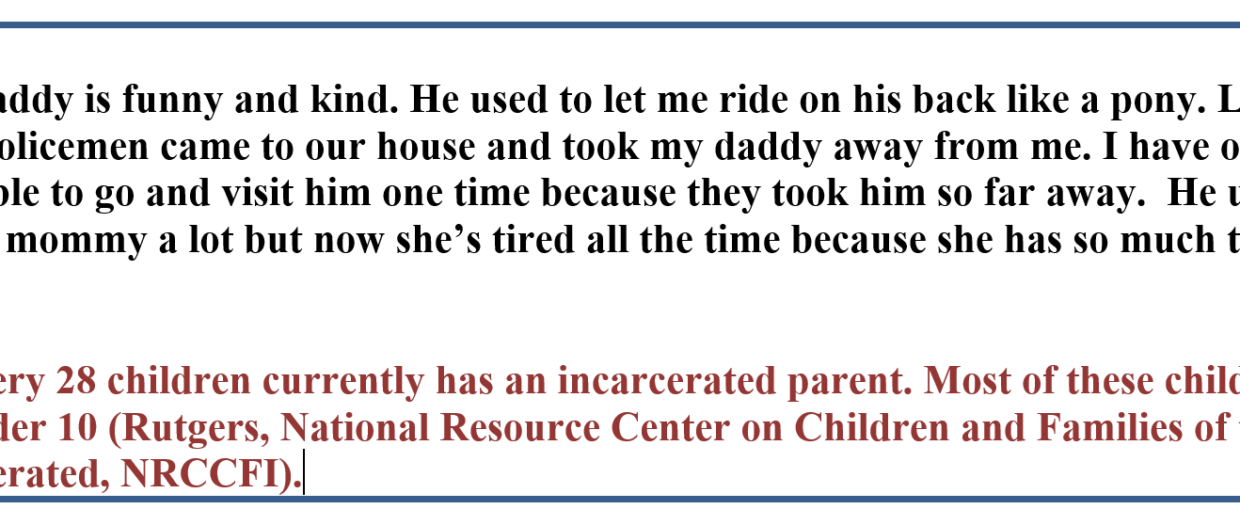 addy is funny and kind. He used to let me ride on his back like a pony. L
olicemen came to our house and took my daddy away from me. I have o
ble to go and visit him one time because they took him so far away.  He u
mommy a lot but now she’s tired all the time because she has so much t
ery 28 children currently has an incarcerated parent. Most of these child
der 10 (Rutgers, National Resource Center on Children and Families of
erated, NRCCFI).